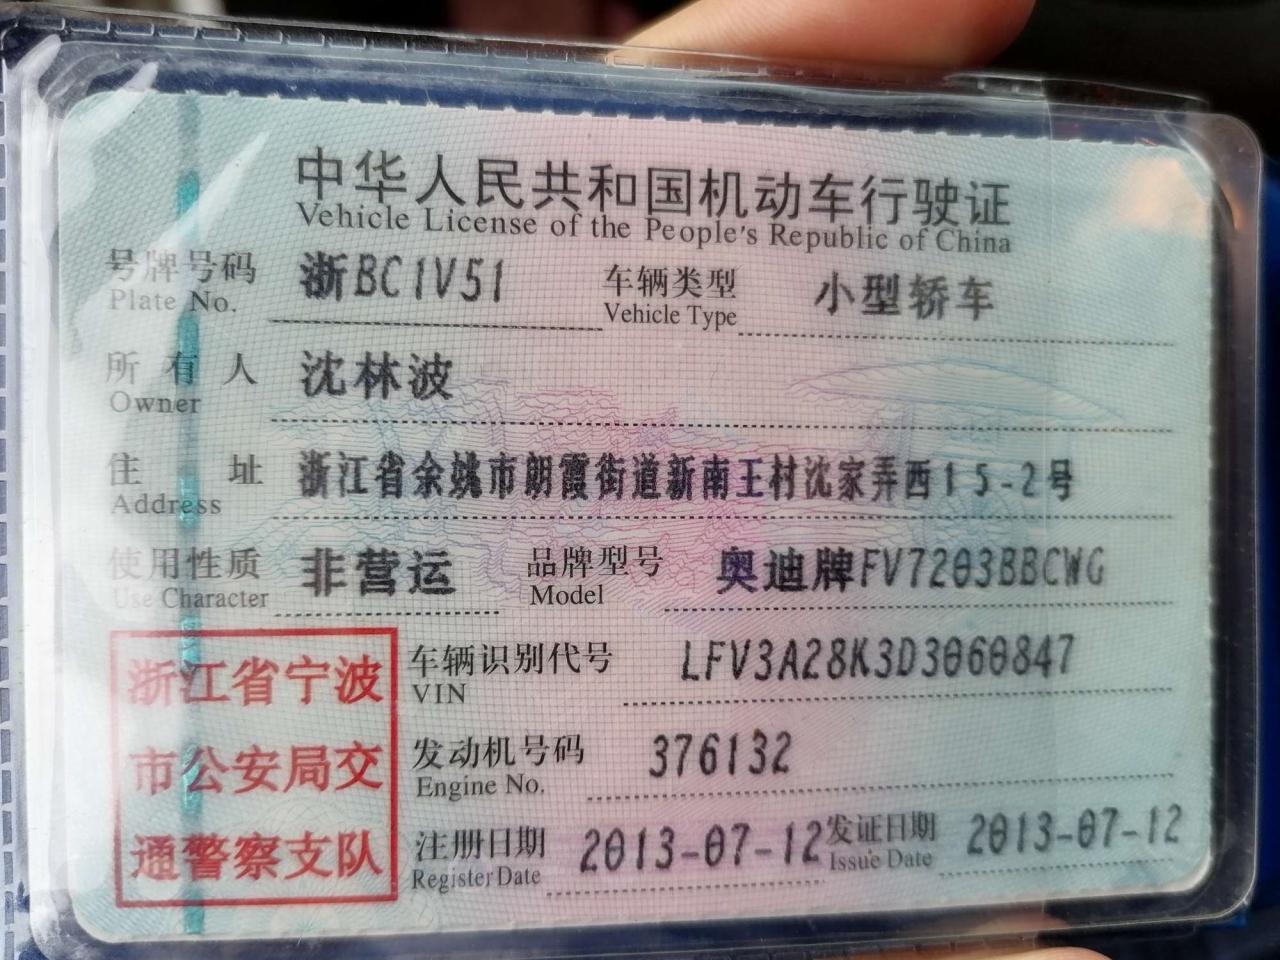 中华人民共和国机动车行驶证
Vehicle License of the People's Republic of China
号牌号码 浙BC1V51 车辆类型 小型轿车
Plate No. Vehicle Type
所有人 沈林波
Owner
住址 浙江省余姚市朗霞街道新南王村沈家弄西15-2号
Address
使用性质 非营运 品牌型号 奥迪牌FV7203BBCWG
Use Character Model
浙江省宁波
市公安局交
通警察支队
车辆识别代号 LFV3A28K3D3060847
VIN
发动机号码 376132
Engine No.
注册日期 2013-07-12 发证日期 2013-07-12
Register Date Issue Date